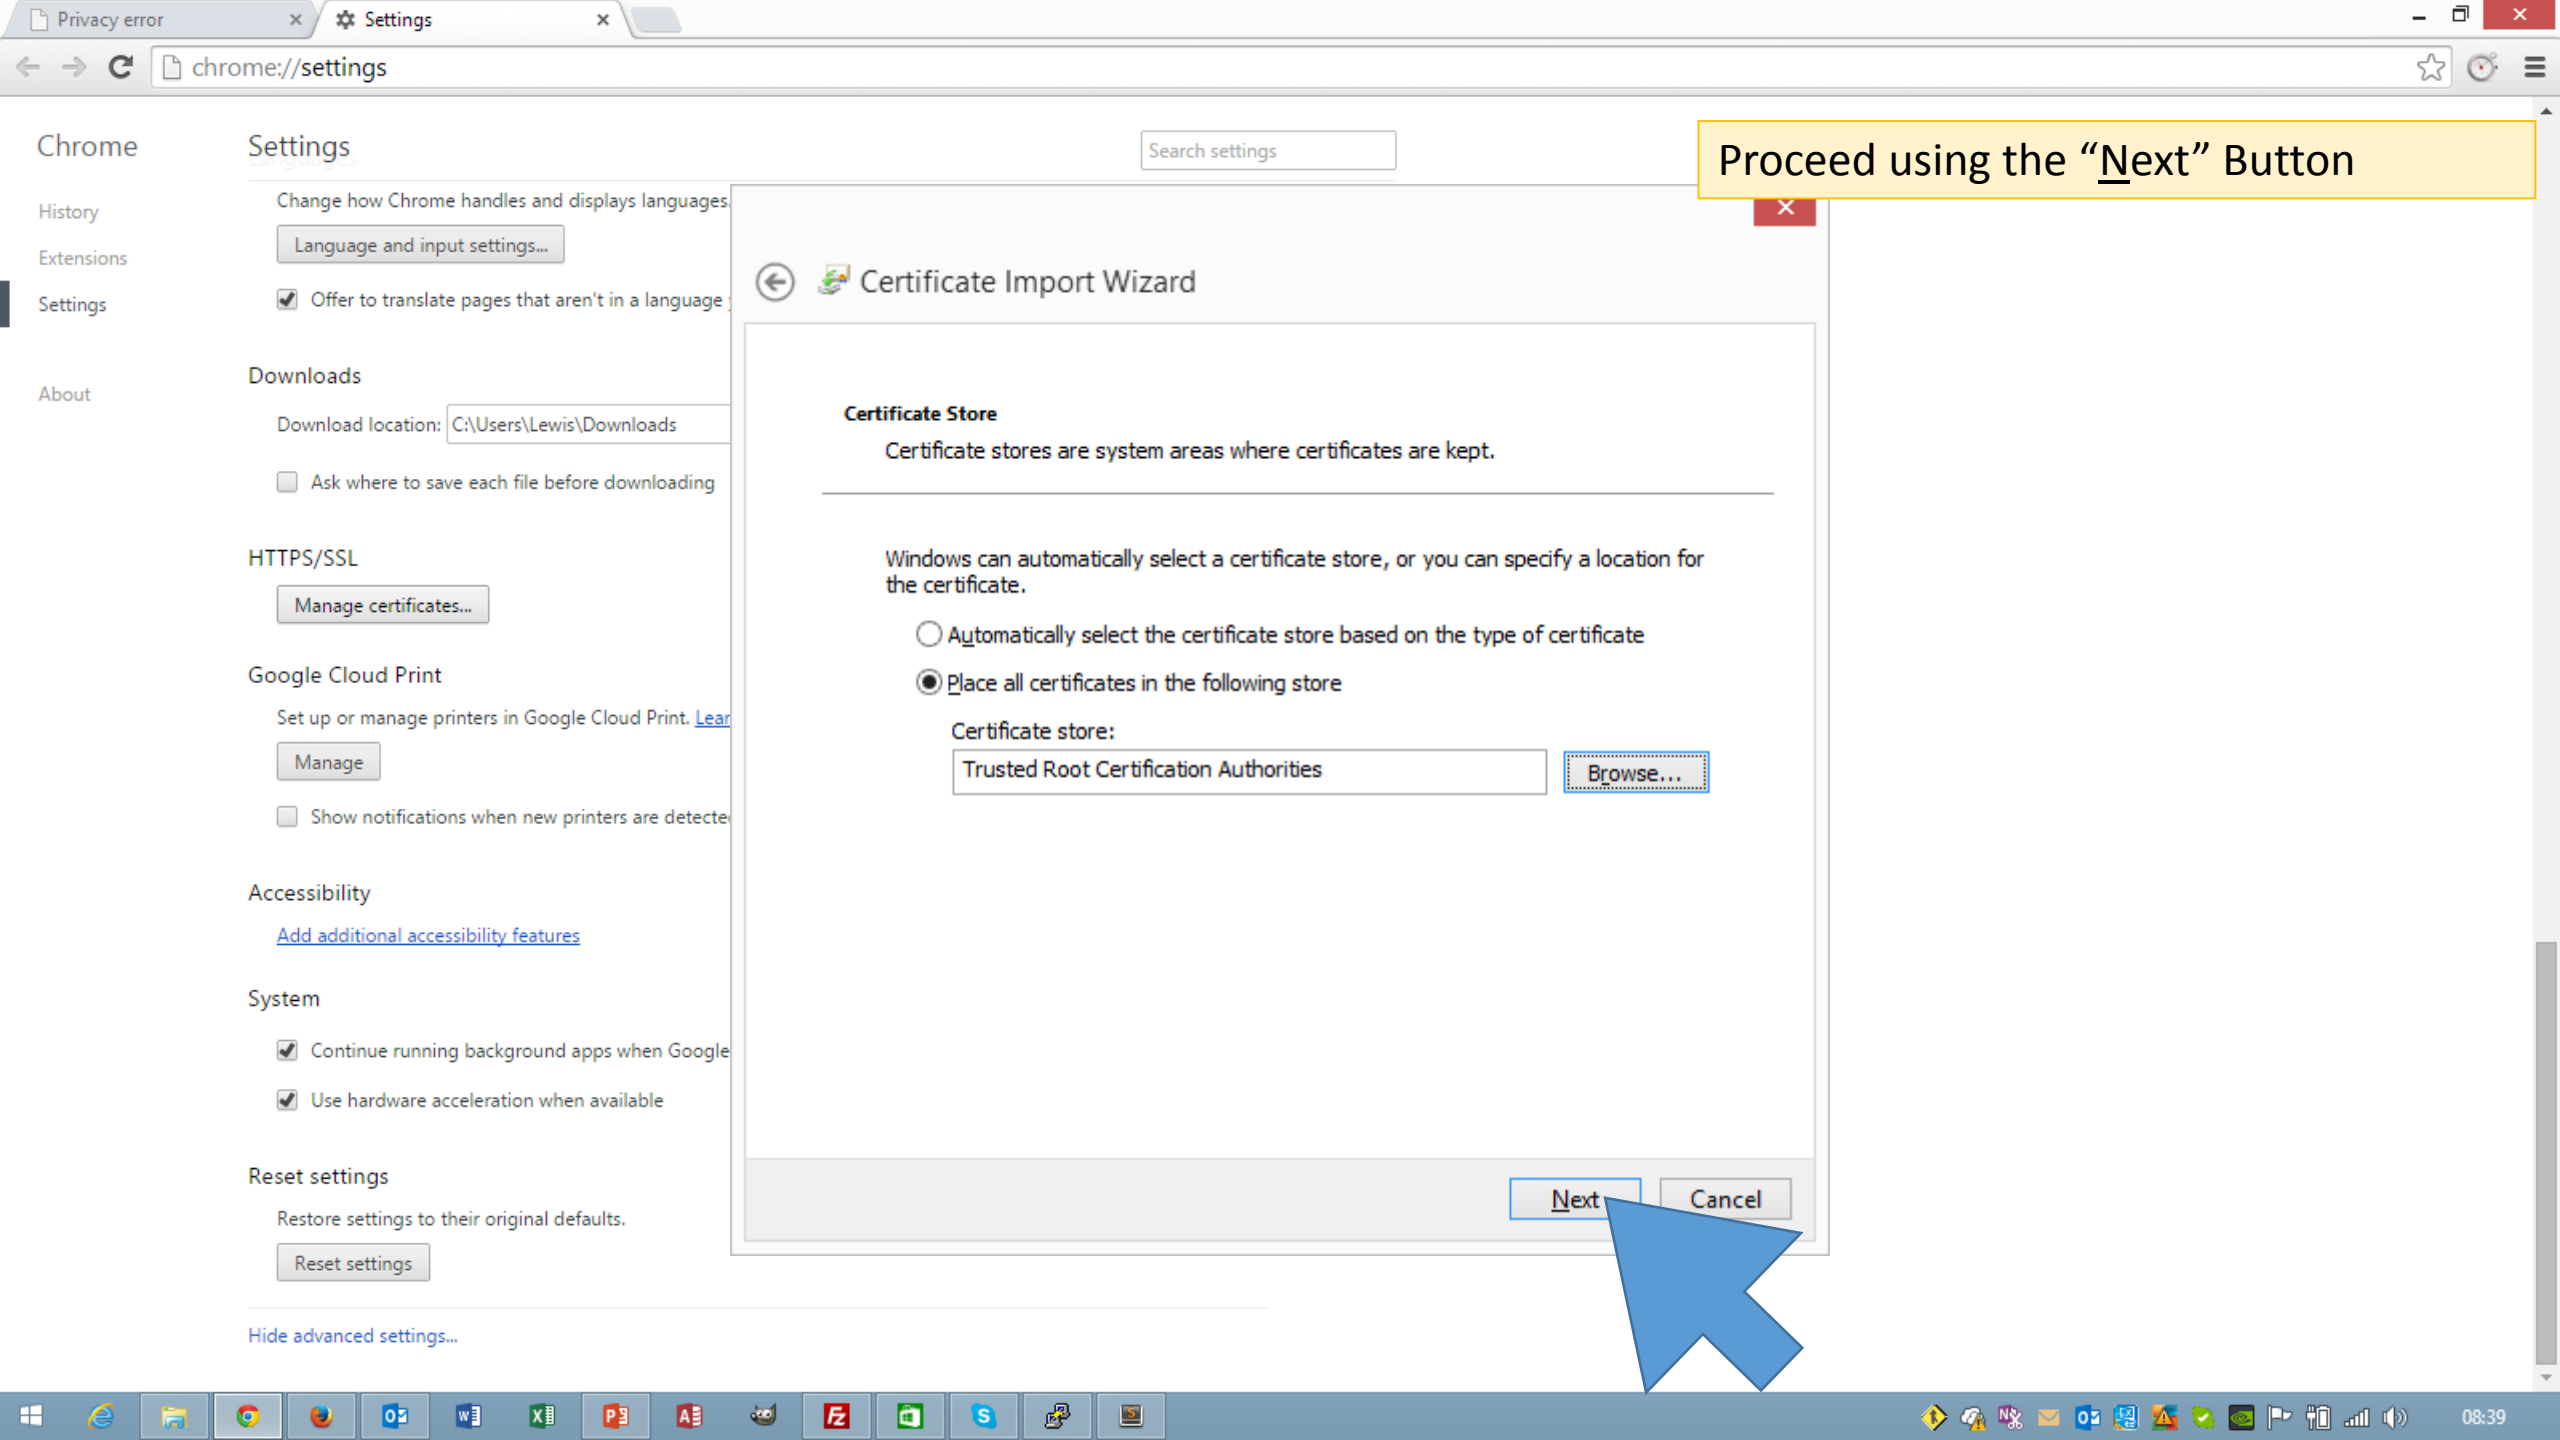 Privacy error
Settings
chrome://settings
Proceed using the “Next” Button
Chrome
History
Extensions
Settings
About
Settings
Search settings
Change how Chrome handles and displays languages.
Language and input settings...
Offer to translate pages that aren't in a language
Downloads
Download location: C:\Users\Lewis\Downloads
Ask where to save each file before downloading
HTTPS/SSL
Manage certificates...
Google Cloud Print
Set up or manage printers in Google Cloud Print. Lear
Manage
Show notifications when new printers are detecte
Accessibility
Add additional accessibility features
System
Continue running background apps when Google
Use hardware acceleration when available
Reset settings
Restore settings to their original defaults.
Reset settings
Hide advanced settings...
Certificate Import Wizard
Certificate Store
Certificate stores are system areas where certificates are kept.
Windows can automatically select a certificate store, or you can specify a location for
the certificate.
Automatically select the certificate store based on the type of certificate
Place all certificates in the following store
Certificate store:
Trusted Root Certification Authorities
Browse...
Next
Cancel
08:39